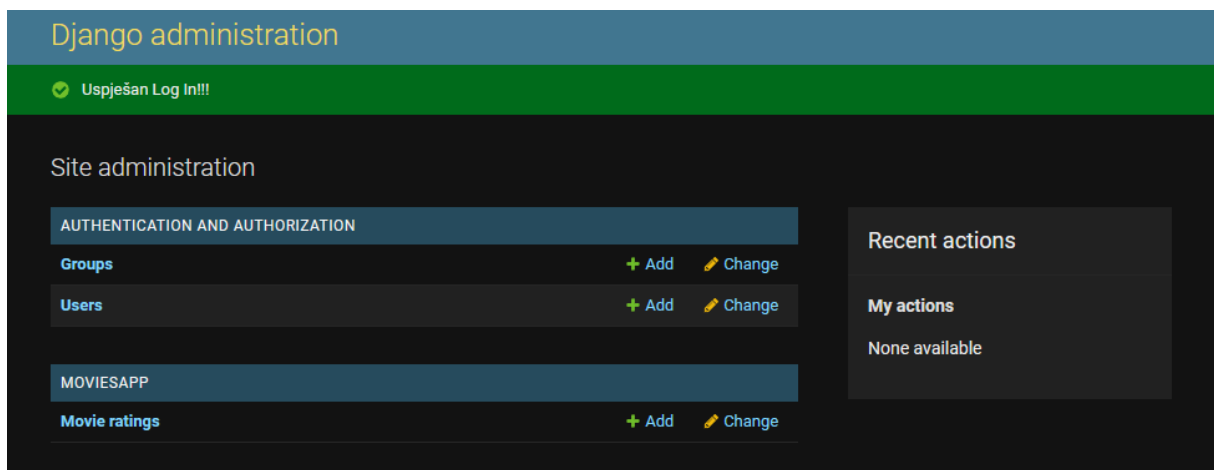 Django administration
Uspješan Log In!!!
Site administration
AUTHENTICATION AND AUTHORIZATION
Groups Add Change
Users Add Change
MOVIESAPP
Movie ratings Add Change
Recent actions
My actions
None available